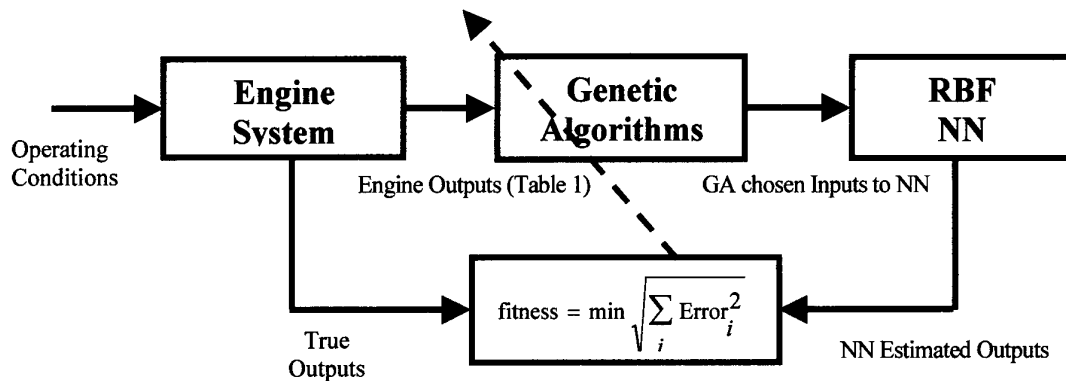 Engine
System
Genetic
Algorithms
RBF
NN
Operating
Conditions
Engine Outputs (Table 1)
GA chosen Inputs to NN
fitness = min √∑ᵢ Errorᵢ²
True
Outputs
NN Estimated Outputs